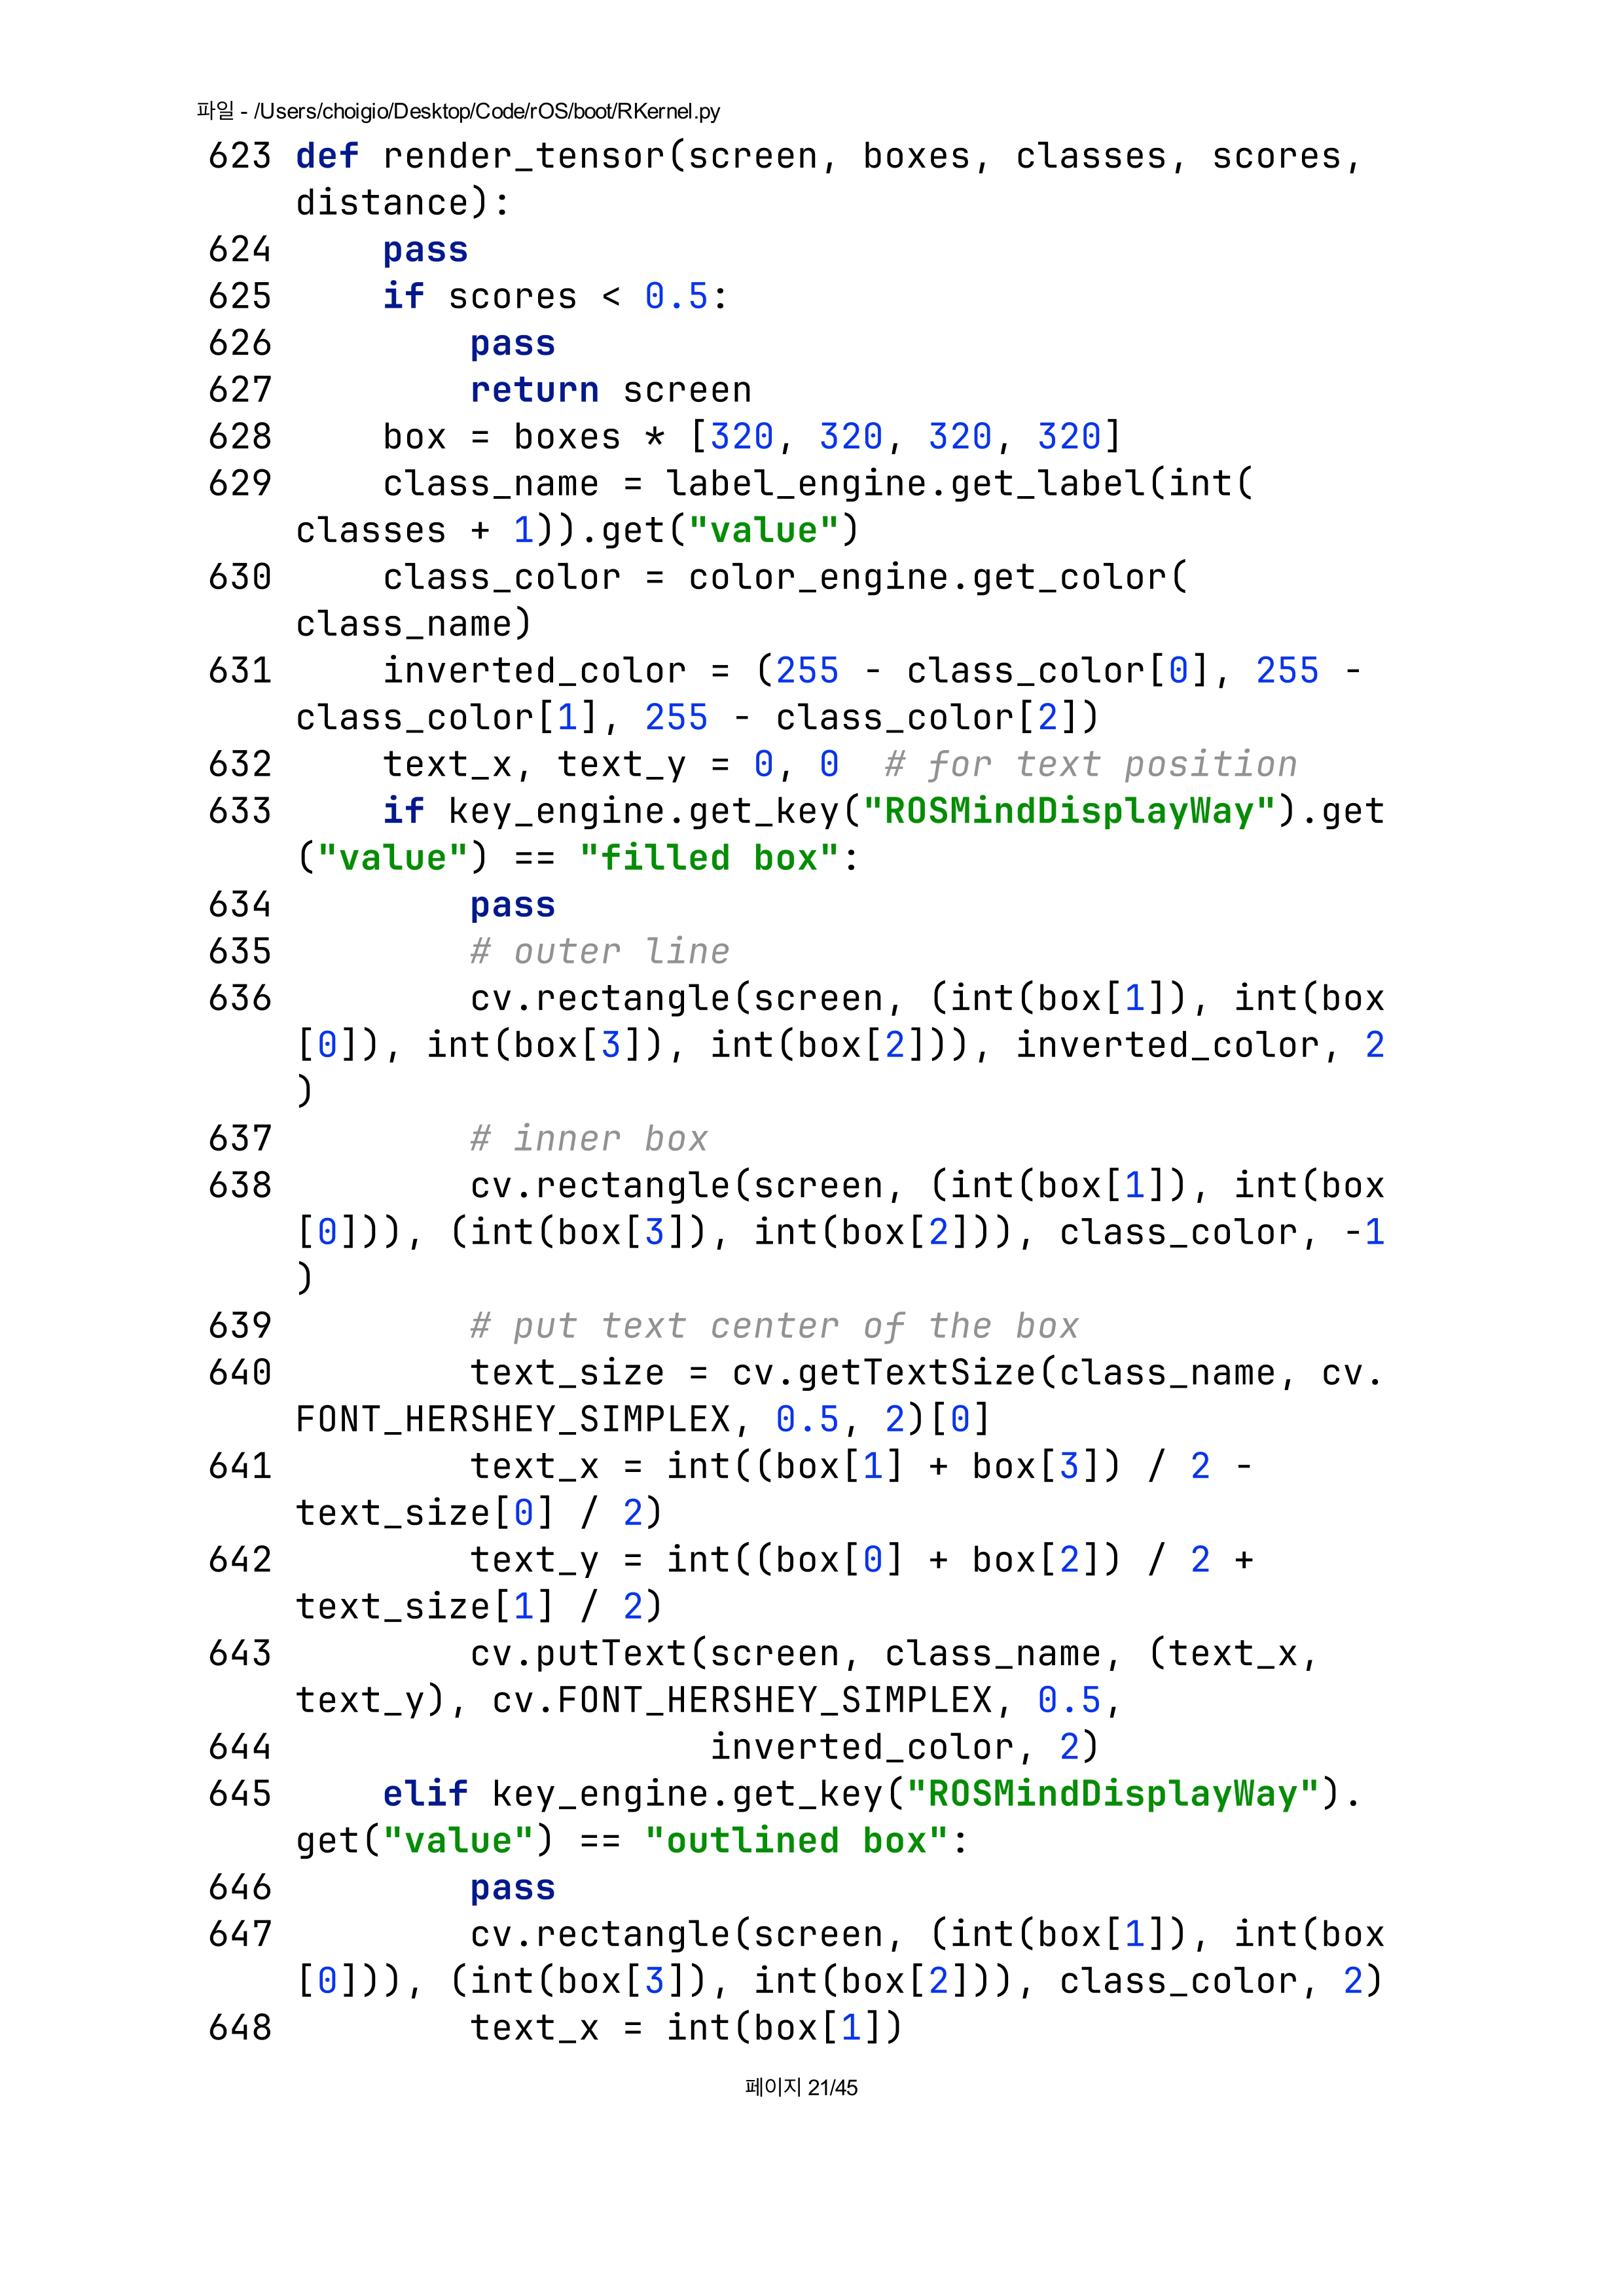 파일 - /Users/choigio/Desktop/Code/rOS/boot/RKernel.py
623 def render_tensor(screen, boxes, classes, scores,
distance):
624     pass
625     if scores < 0.5:
626         pass
627         return screen
628     box = boxes * [320, 320, 320, 320]
629     class_name = label_engine.get_label(int(
classes + 1)).get("value")
630     class_color = color_engine.get_color(
class_name)
631     inverted_color = (255 - class_color[0], 255 -
class_color[1], 255 - class_color[2])
632     text_x, text_y = 0, 0  # for text position
633     if key_engine.get_key("ROSMindDisplayWay").get
("value") == "filled box":
634         pass
635         # outer line
636         cv.rectangle(screen, (int(box[1]), int(box
[0]), int(box[3]), int(box[2])), inverted_color, 2
)
637         # inner box
638         cv.rectangle(screen, (int(box[1]), int(box
[0])), (int(box[3]), int(box[2])), class_color, -1
)
639         # put text center of the box
640         text_size = cv.getTextSize(class_name, cv.
FONT_HERSHEY_SIMPLEX, 0.5, 2)[0]
641         text_x = int((box[1] + box[3]) / 2 -
text_size[0] / 2)
642         text_y = int((box[0] + box[2]) / 2 +
text_size[1] / 2)
643         cv.putText(screen, class_name, (text_x,
text_y), cv.FONT_HERSHEY_SIMPLEX, 0.5,
644                    inverted_color, 2)
645     elif key_engine.get_key("ROSMindDisplayWay").
get("value") == "outlined box":
646         pass
647         cv.rectangle(screen, (int(box[1]), int(box
[0])), (int(box[3]), int(box[2])), class_color, 2)
648         text_x = int(box[1])
페이지 21/45